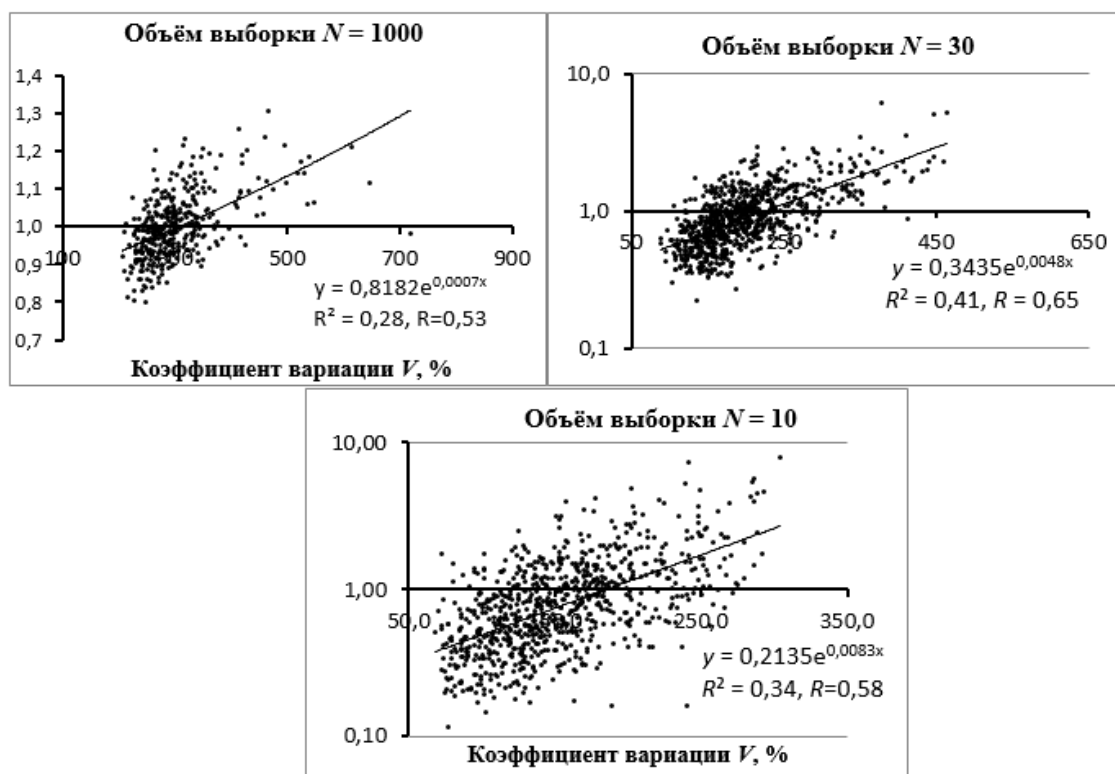 Объём выборки N = 1000
1,4
1,3
1,2
1,1
1,0
0,9
0,8
0,7
100
500
700
900
y = 0,8182e^0,0007x
R² = 0,28, R=0,53
Коэффициент вариации V, %
Объём выборки N = 30
10,0
1,0
0,1
50
250
450
650
y = 0,3435e^0,0048x
R² = 0,41, R = 0,65
Объём выборки N = 10
10,00
1,00
0,10
50,0
250,0
350,0
y = 0,2135e^0,0083x
R² = 0,34, R=0,58
Коэффициент вариации V, %